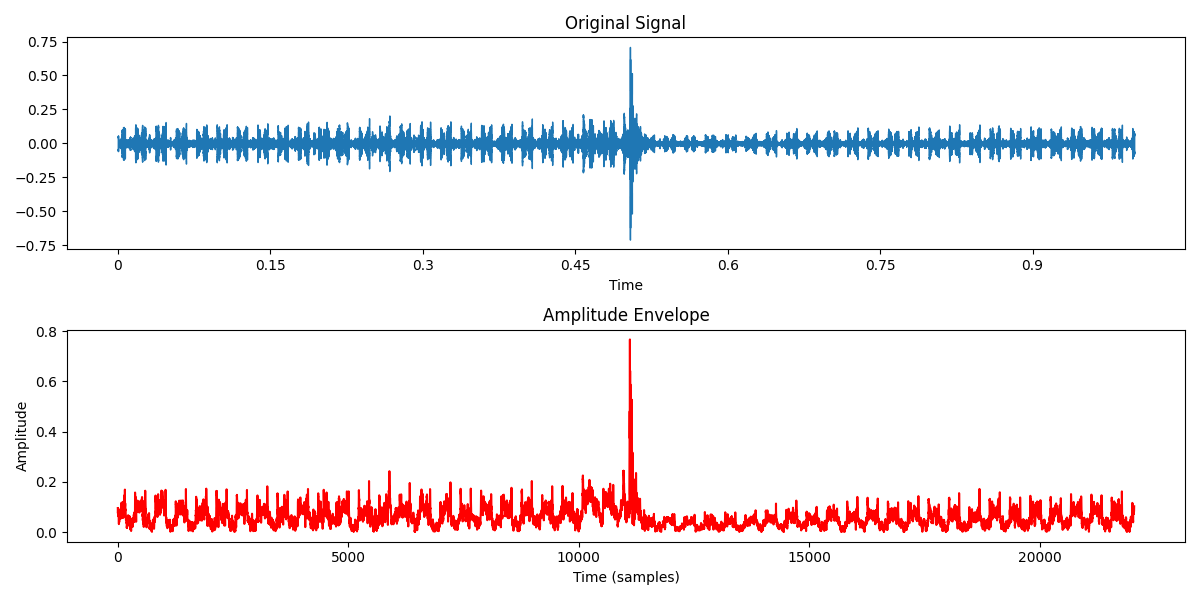 Original Signal
0.75
0.50
0.25
0.00
−0.25
−0.50
−0.75
0 0.15 0.3 0.45 0.6 0.75 0.9
Time
Amplitude Envelope
Amplitude
0.8
0.6
0.4
0.2
0.0
0 5000 10000 15000 20000
Time (samples)